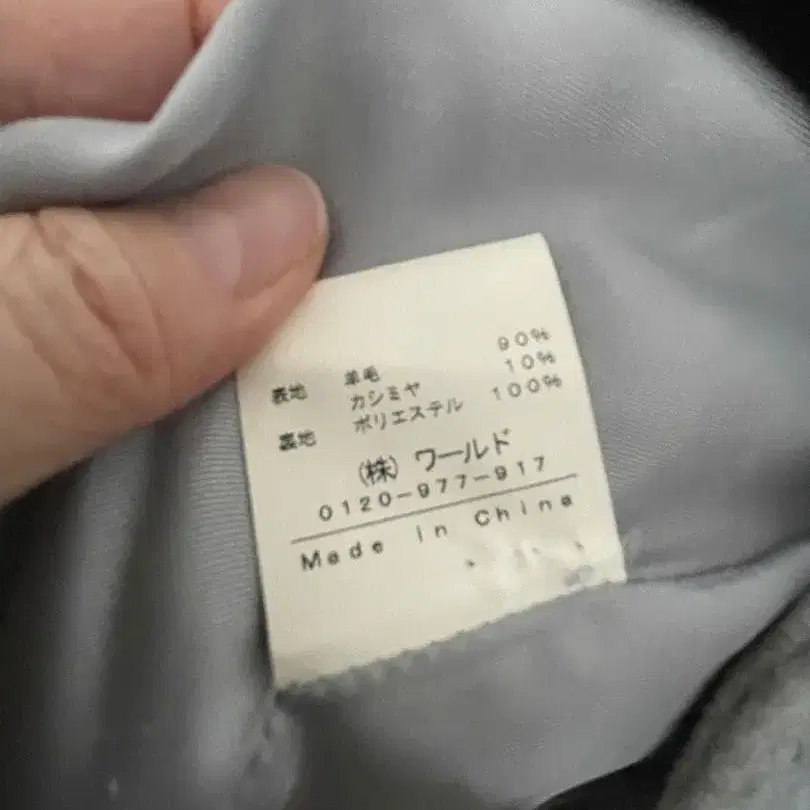 表地 羊毛 90%
カシミヤ 10%
裏地 ポリエステル 100%
(株) ワールド
0120-977-917
Made in China